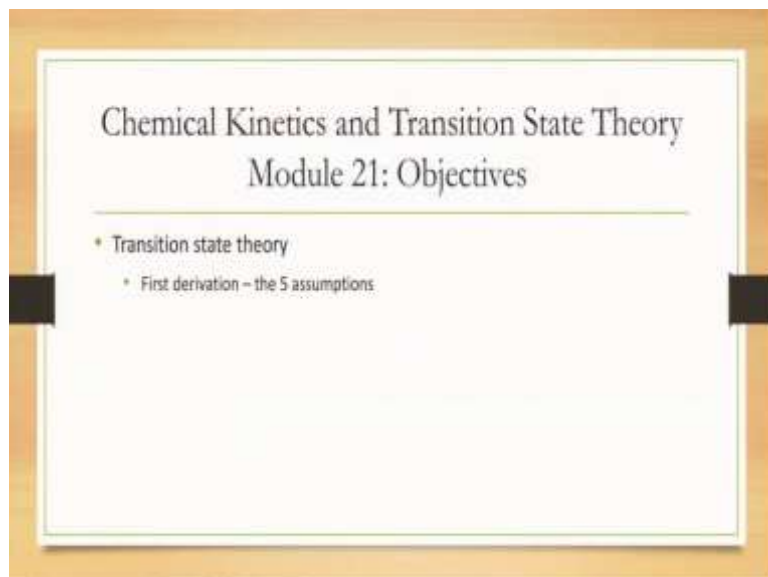 Chemical Kinetics and Transition State Theory
Module 21: Objectives
• Transition state theory
• First derivation – the 5 assumptions